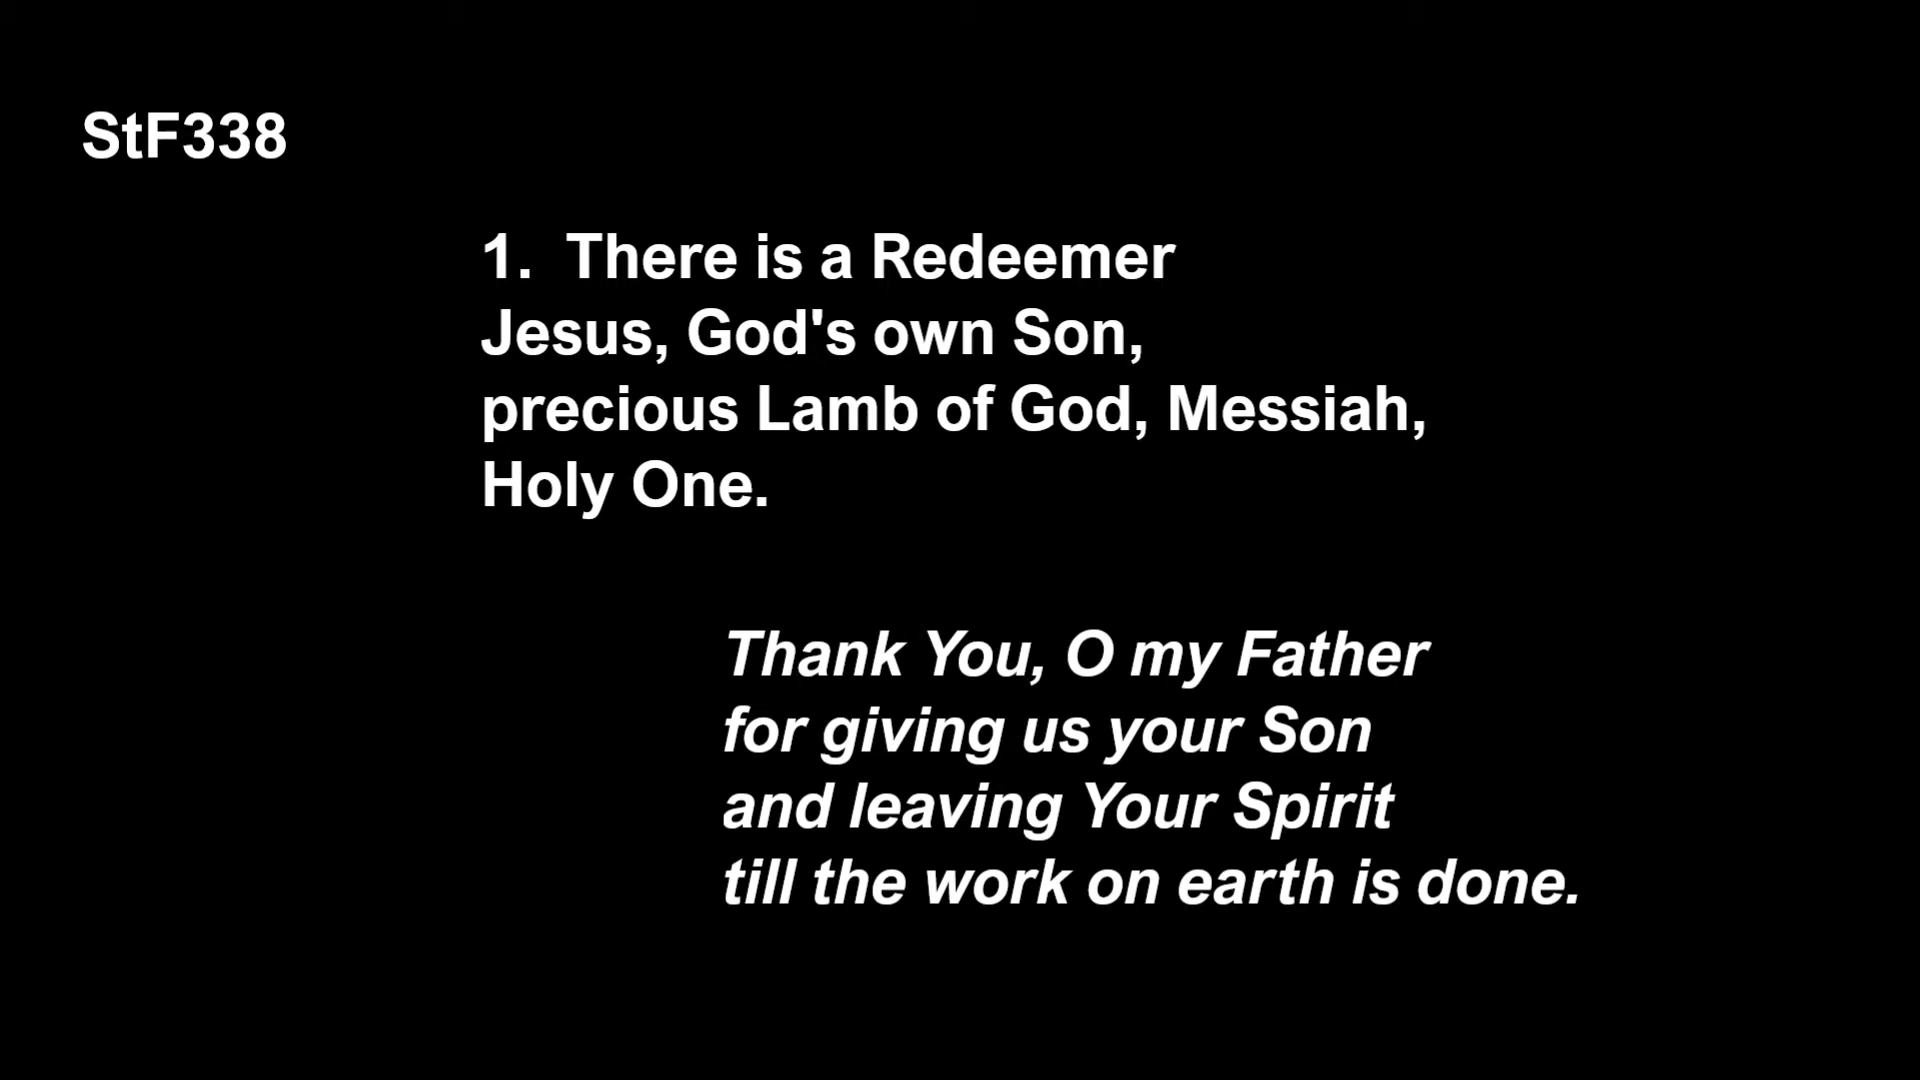 StF338
1. There is a Redeemer
Jesus, God's own Son,
precious Lamb of God, Messiah,
Holy One.
Thank You, O my Father
for giving us your Son
and leaving Your Spirit
till the work on earth is done.